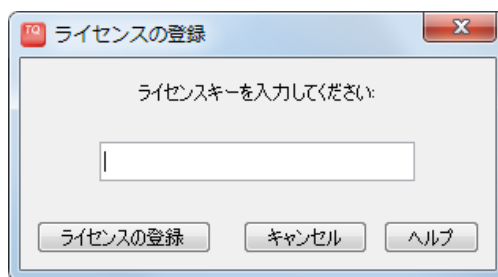 TQ ライセンスの登録
ライセンスキーを入力してください:
ライセンスの登録 キャンセル ヘルプ